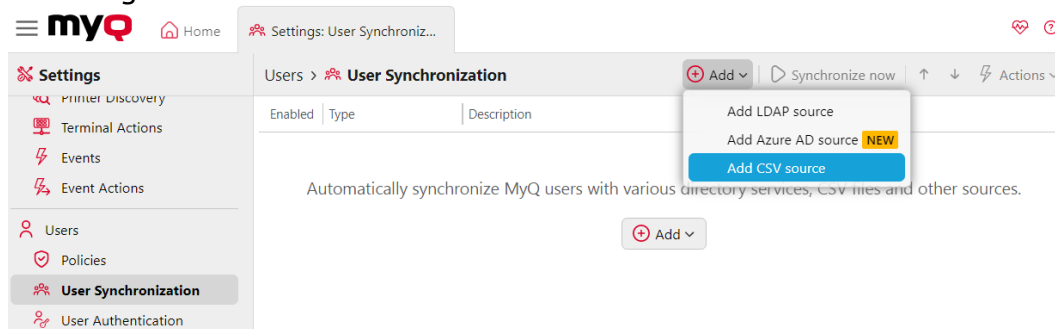 myQ
Home
Settings: User Synchroniz...
Settings
Users > User Synchronization
Add
Synchronize now
Actions
Printer Discovery
Terminal Actions
Events
Event Actions
Users
Policies
User Synchronization
User Authentication
Enabled Type Description
Add LDAP source
Add Azure AD source NEW
Add CSV source
Automatically synchronize MyQ users with various directory services, CSV files and other sources.
Add